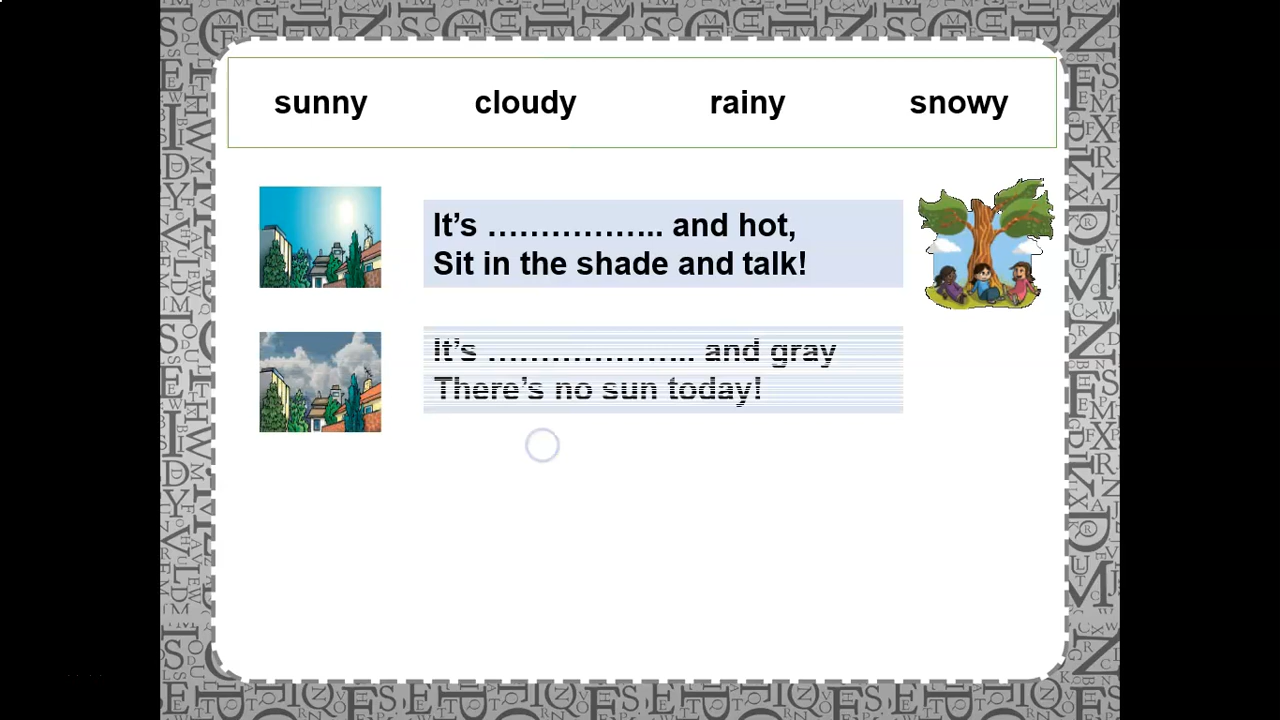 sunny cloudy rainy snowy
It’s …………….. and hot,
Sit in the shade and talk!
It’s ……………….. and gray
There’s no sun today!